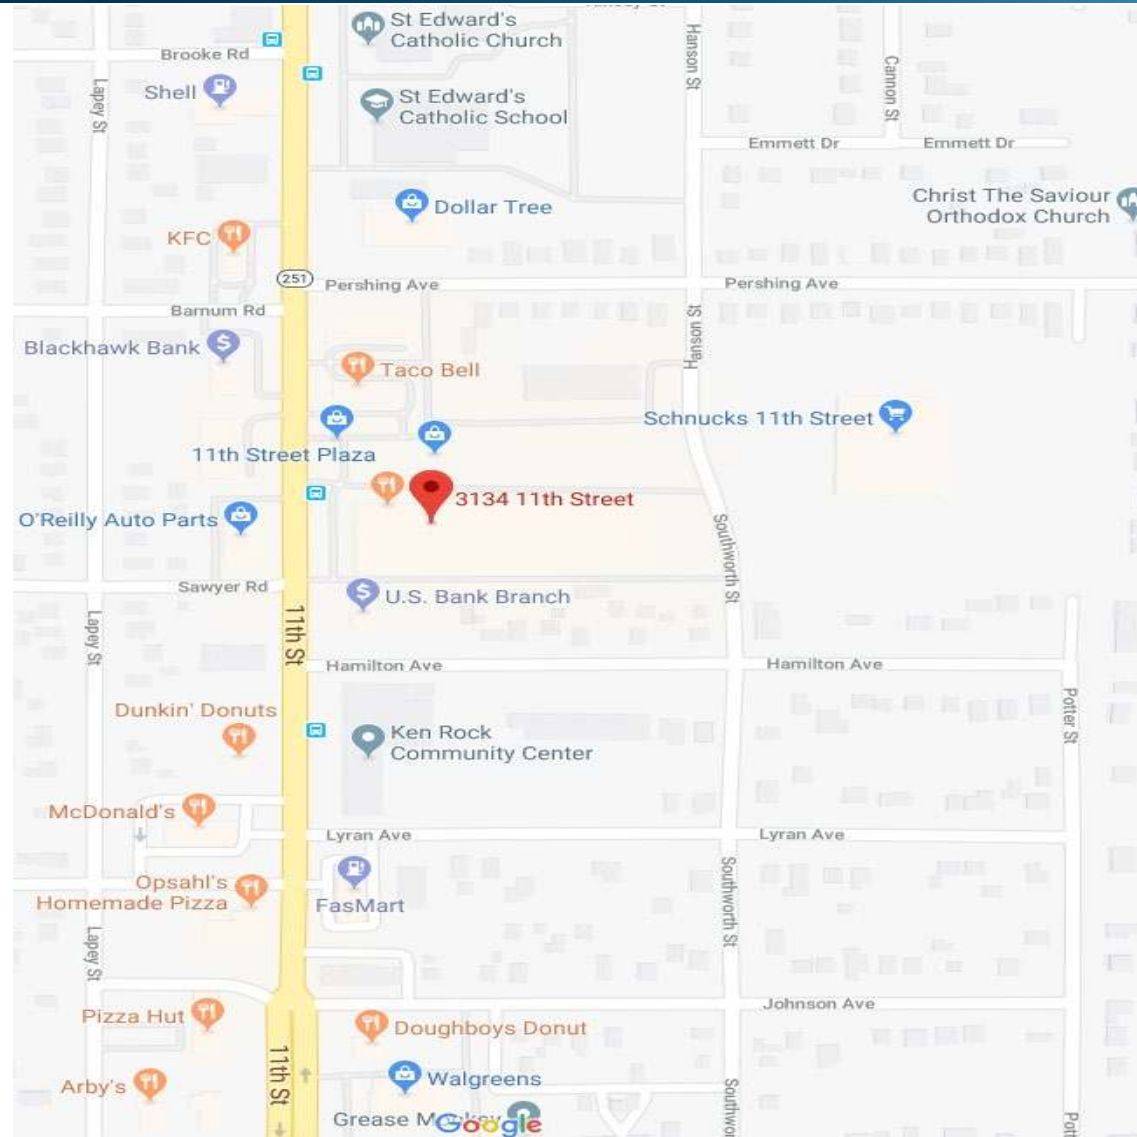 St Edward's
Catholic Church
Hanson St
Brooke Rd
Cannon St
Shell
Lapey St
St Edward's
Catholic School
Emmett Dr
Emmett Dr
Christ The Saviour
Orthodox Church
Dollar Tree
KFC
251
Pershing Ave
Pershing Ave
Barnum Rd
Hanson St
Blackhawk Bank
Taco Bell
Schnucks 11th Street
11th Street Plaza
3134 11th Street
O'Reilly Auto Parts
Southworth St
Sawyer Rd
U.S. Bank Branch
11th St
Lapey St
Hamilton Ave
Hamilton Ave
Potter St
Dunkin' Donuts
Ken Rock
Community Center
McDonald's
Lyran Ave
Lyran Ave
Opsahl's
Homemade Pizza
FasMart
Southworth St
Lapey St
Johnson Ave
Pizza Hut
Doughboys Donut
11th St
Arby's
Walgreens
Southwor
Pot
Grease
Google